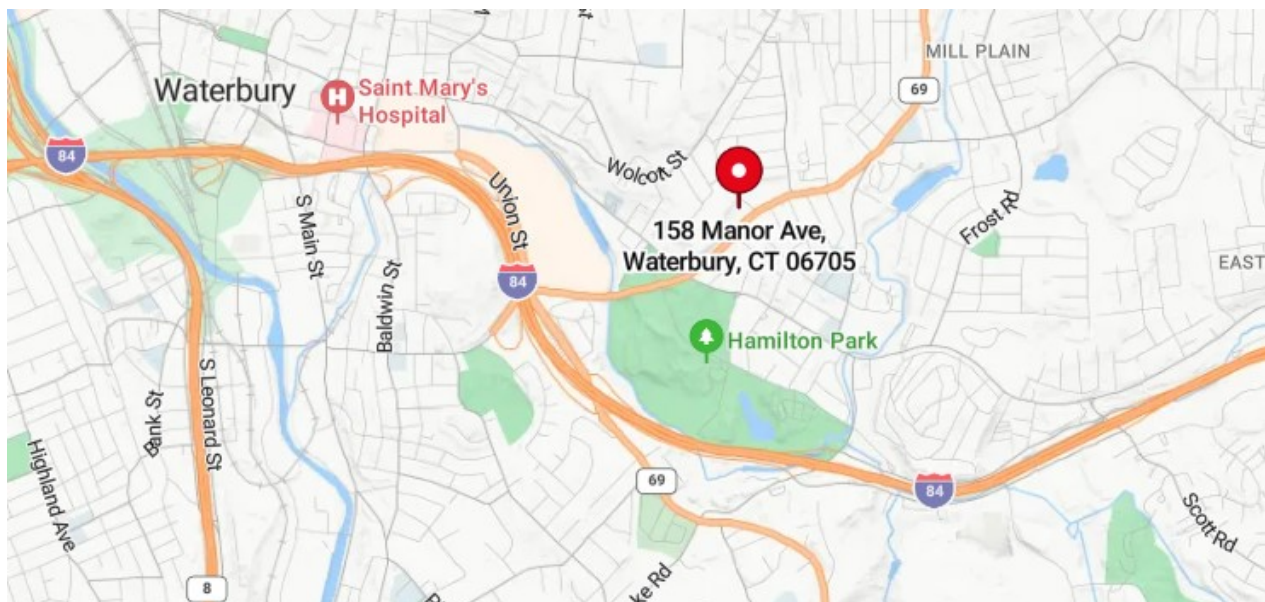 MILL PLAIN
69
Waterbury
Saint Mary's
Hospital
84
Wolcott St
Union St
S Main St
Frost Rd
158 Manor Ave,
Waterbury, CT 06705
EAST
84
Baldwin St
Hamilton Park
S Leonard St
Bank St
Highland Ave
69
84
Scott Rd
8
ke Rd